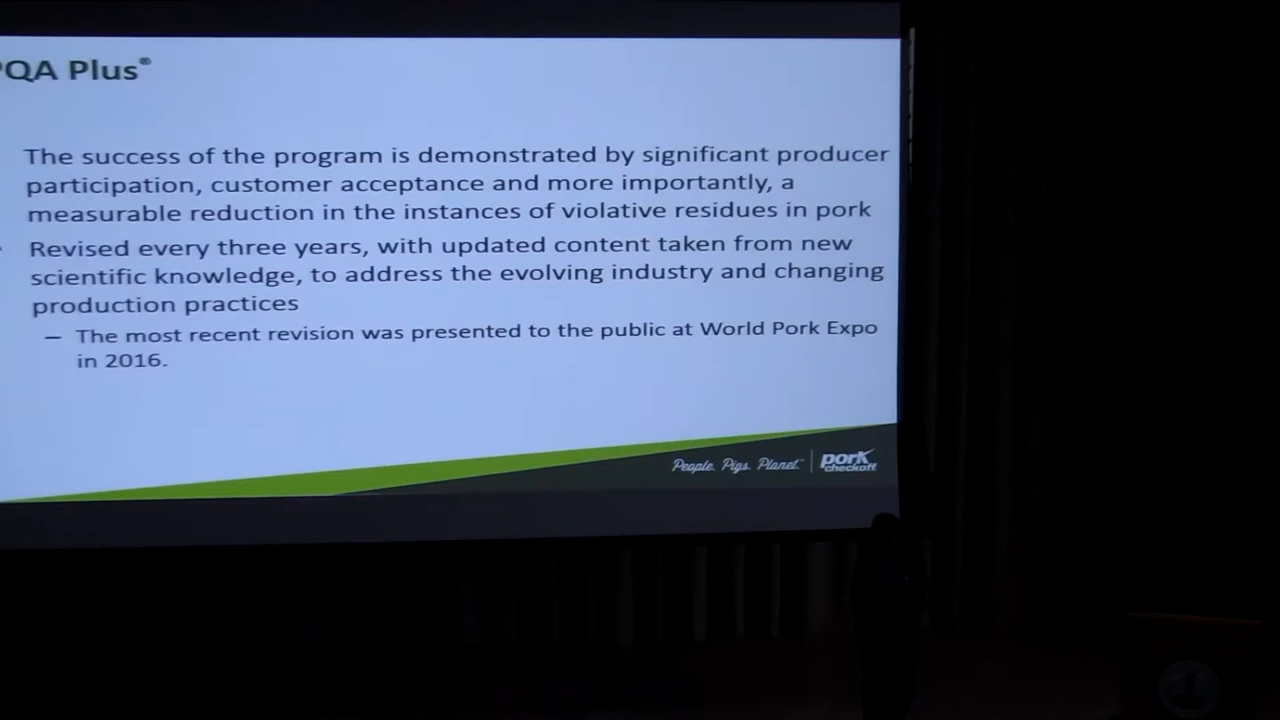 PQA Plus®
The success of the program is demonstrated by significant producer
participation, customer acceptance and more importantly, a
measurable reduction in the instances of violative residues in pork
Revised every three years, with updated content taken from new
scientific knowledge, to address the evolving industry and changing
production practices
– The most recent revision was presented to the public at World Pork Expo
in 2016.
People. Pigs. Planet.™ | pork checkoff